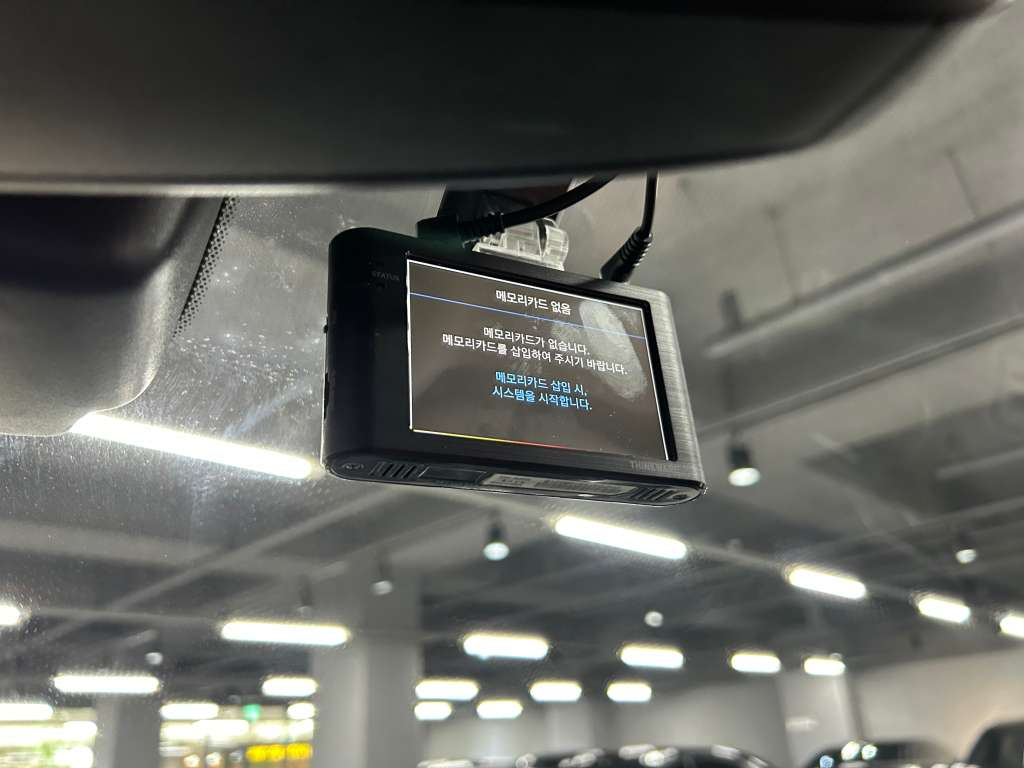 STATUS
메모리카드 없음
메모리카드가 없습니다.
메모리카드를 삽입하여 주시기 바랍니다.
메모리카드 삽입 시,
시스템을 시작합니다.
THINKWARE